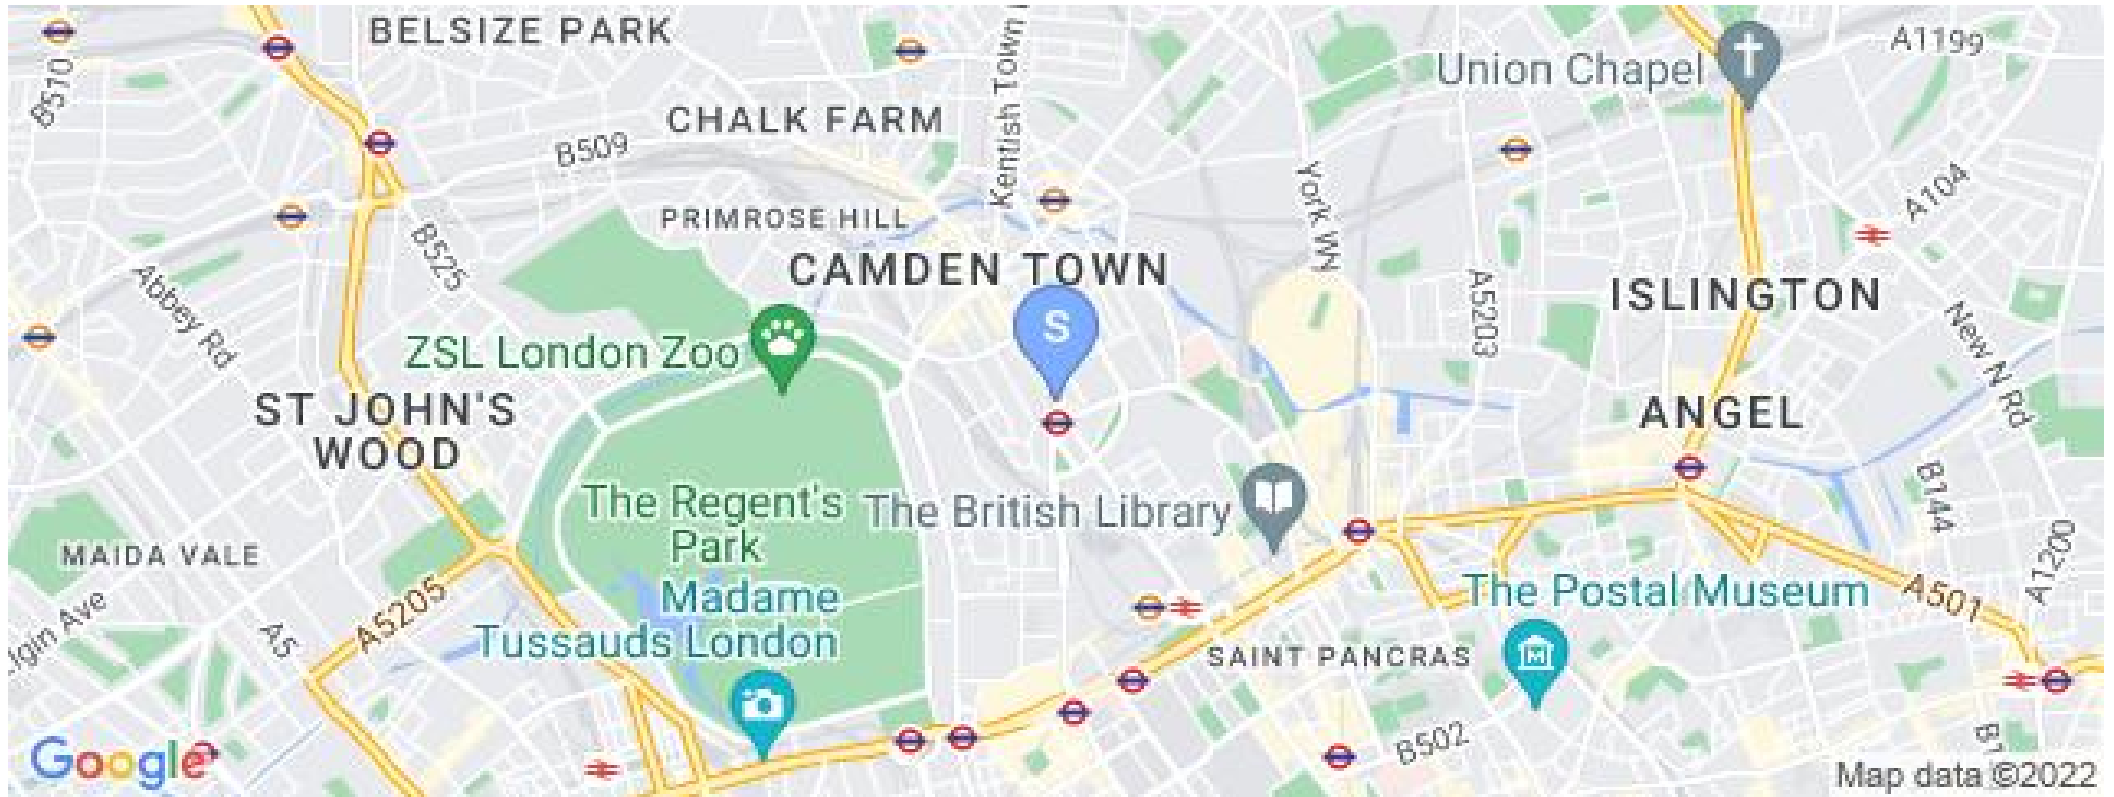 BELSIZE PARK
A1199
Union Chapel
B510
CHALK FARM
Kentish Town
B509
York Wy
A104
PRIMROSE HILL
B525
CAMDEN TOWN
Abbey Rd
A5203
ISLINGTON
S
New N Rd
ZSL London Zoo
ST JOHN'S
WOOD
ANGEL
The Regent's
Park
The British Library
B144
MAIDA VALE
A1200
Madame
Tussauds London
The Postal Museum
A501
A5205
lgin Ave
A5
SAINT PANCRAS
M
B502
Google
Map data ©2022